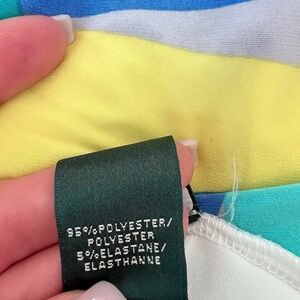 95%POLYESTER/
POLYESTER
5%ELASTANE/
ELASTHANNE